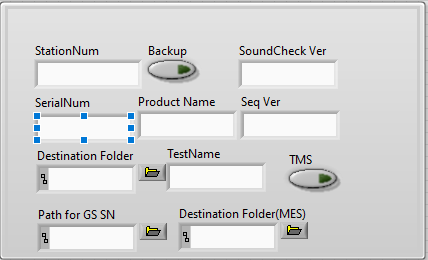 StationNum Backup SoundCheck Ver
SerialNum Product Name Seq Ver
Destination Folder TestName TMS
Path for GS SN Destination Folder(MES)